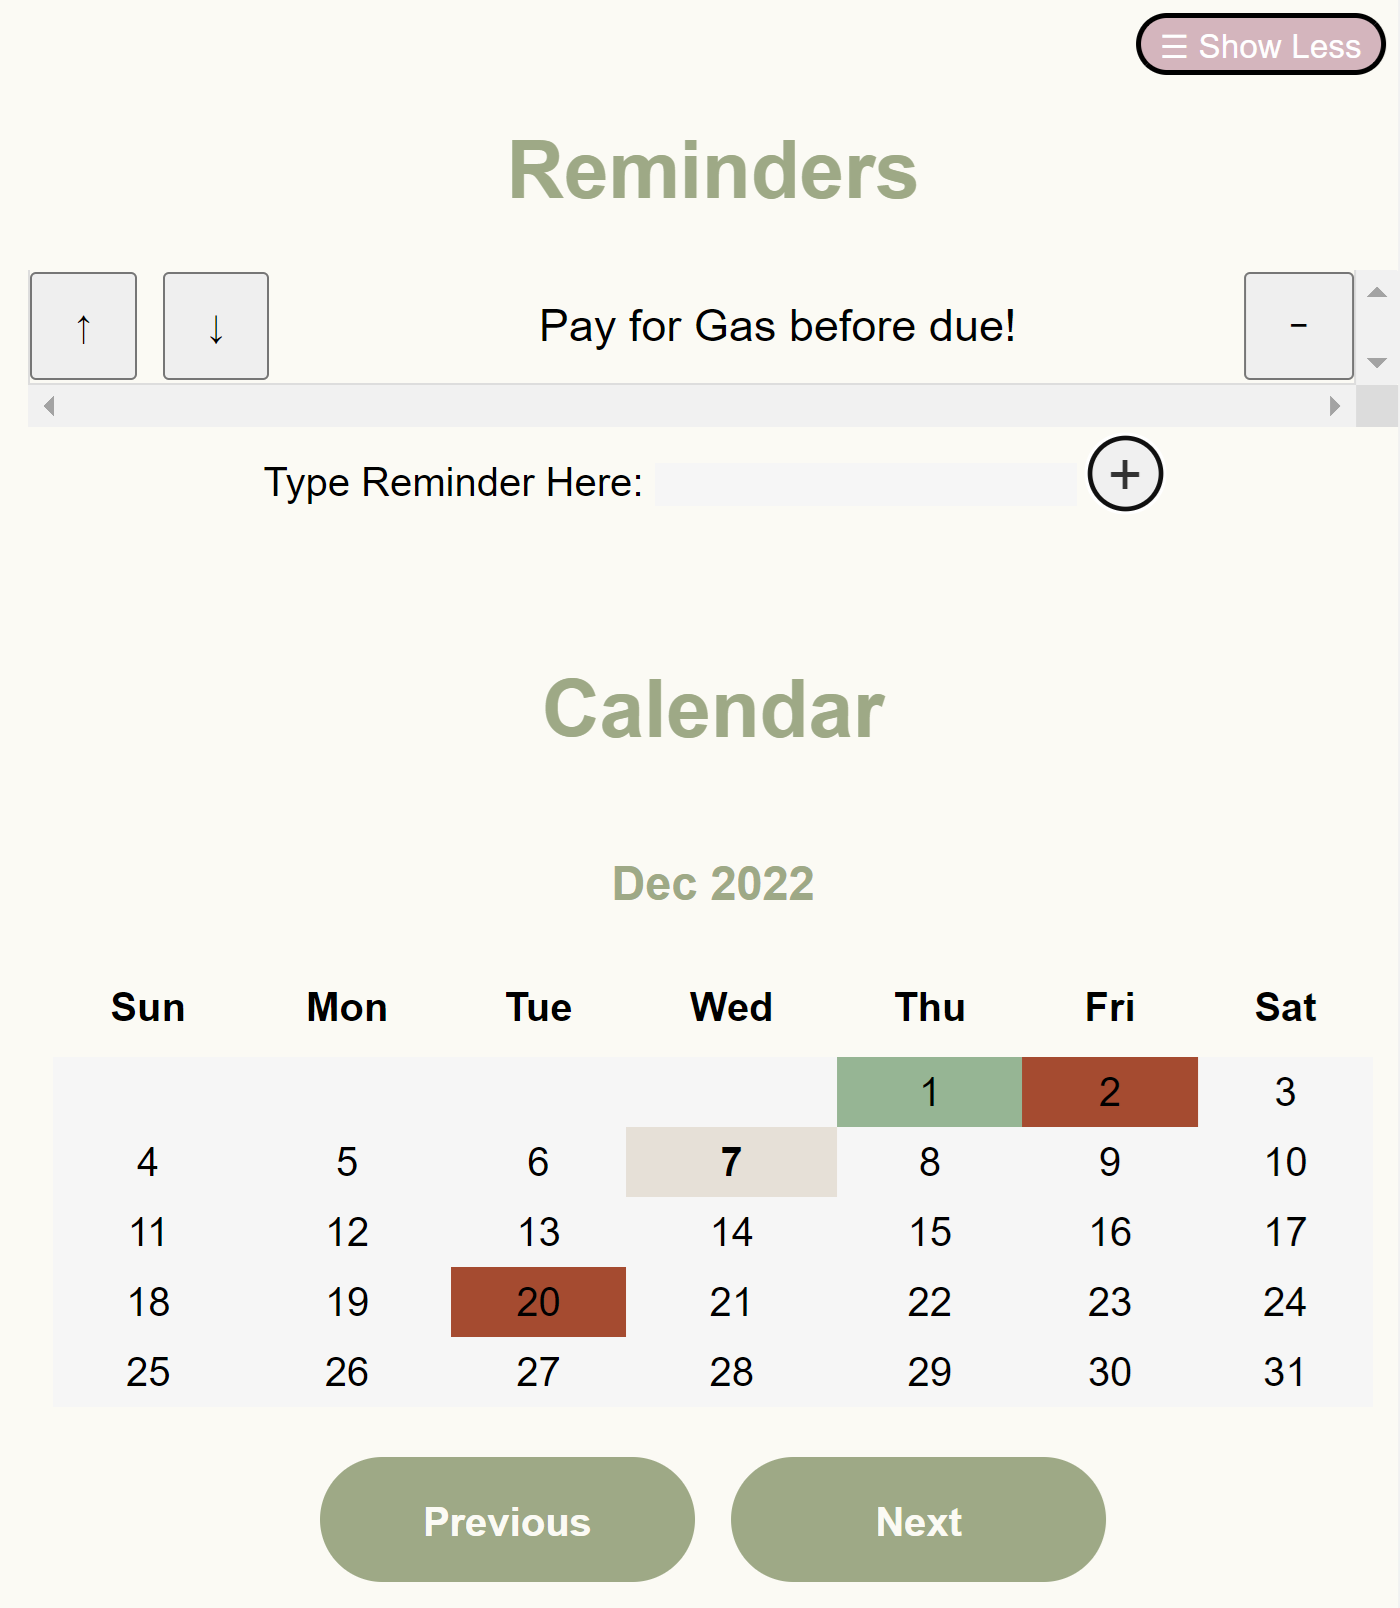 ☰ Show Less
Reminders
↑ ↓ Pay for Gas before due! -
Type Reminder Here: +
Calendar
Dec 2022
Sun Mon Tue Wed Thu Fri Sat
1 2 3
4 5 6 7 8 9 10
11 12 13 14 15 16 17
18 19 20 21 22 23 24
25 26 27 28 29 30 31
Previous Next